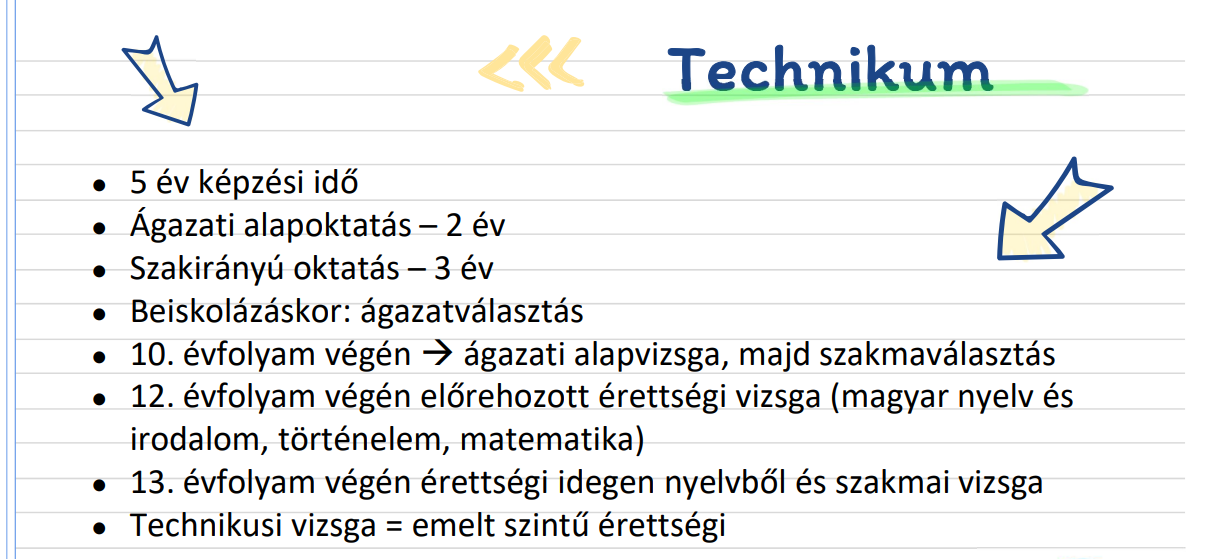 Technikum
• 5 év képzési idő
• Ágazati alapoktatás – 2 év
• Szakirányú oktatás – 3 év
• Beiskolázáskor: ágazatválasztás
• 10. évfolyam végén → ágazati alapvizsga, majd szakmaválasztás
• 12. évfolyam végén előrehozott érettségi vizsga (magyar nyelv és
irodalom, történelem, matematika)
• 13. évfolyam végén érettségi idegen nyelvből és szakmai vizsga
• Technikusi vizsga = emelt szintű érettségi